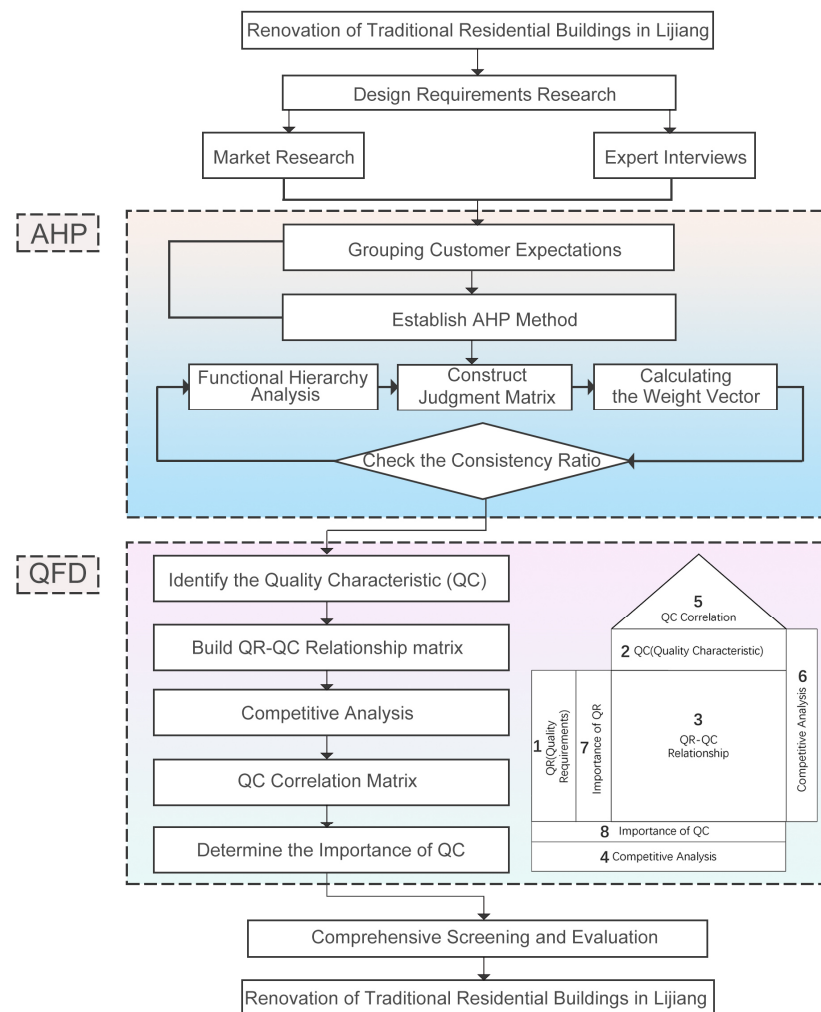 Renovation of Traditional Residential Buildings in Lijiang
Design Requirements Research
Market Research
Expert Interviews
AHP
Grouping Customer Expectations
Establish AHP Method
Functional Hierarchy
Analysis
Construct
Judgment Matrix
Calculating
the Weight Vector
Check the Consistency Ratio
QFD
Identify the Quality Characteristic (QC)
Build QR-QC Relationship matrix
Competitive Analysis
QC Correlation Matrix
Determine the Importance of QC
5
QC Correlation
2 QC(Quality Characteristic)
1
QR(Quality
Requirements)
7
Importance of QR
3
QR-QC
Relationship
6
Competitive Analysis
8 Importance of QC
4 Competitive Analysis
Comprehensive Screening and Evaluation
Renovation of Traditional Residential Buildings in Lijiang